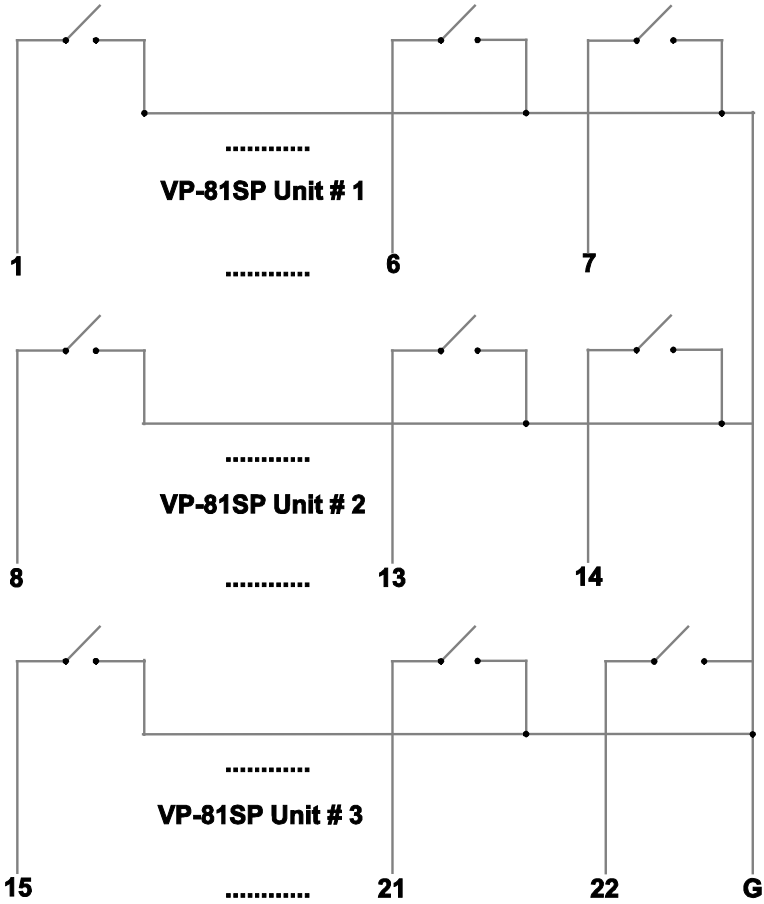 VP-81SP Unit # 1
1 6 7
VP-81SP Unit # 2
8 13 14
VP-81SP Unit # 3
15 21 22 G